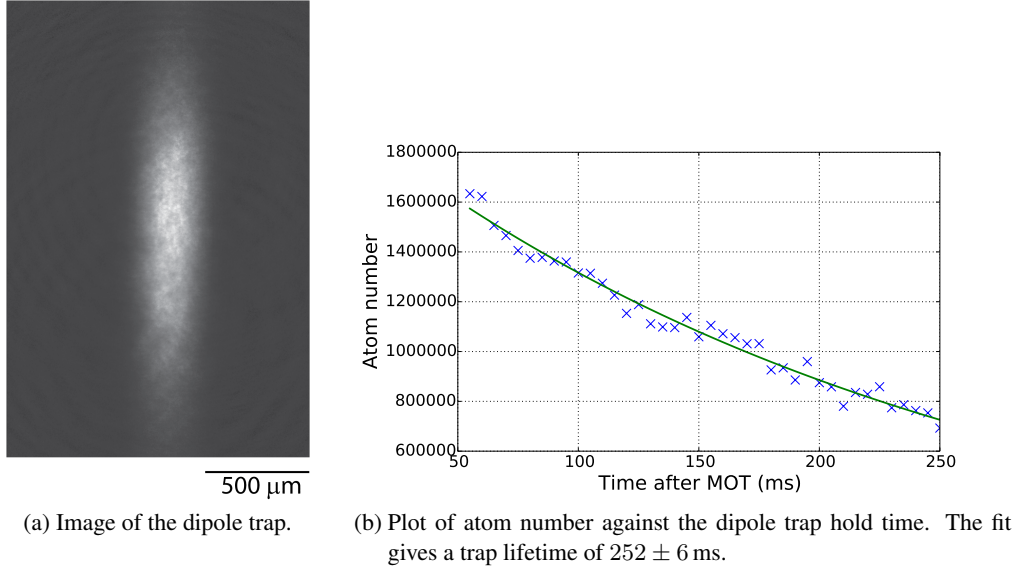 500 μm
(a) Image of the dipole trap.
1800000
1600000
1400000
1200000
1000000
800000
600000
Atom number
50 100 150 200 250
Time after MOT (ms)
(b) Plot of atom number against the dipole trap hold time. The fit
gives a trap lifetime of 252 ± 6 ms.